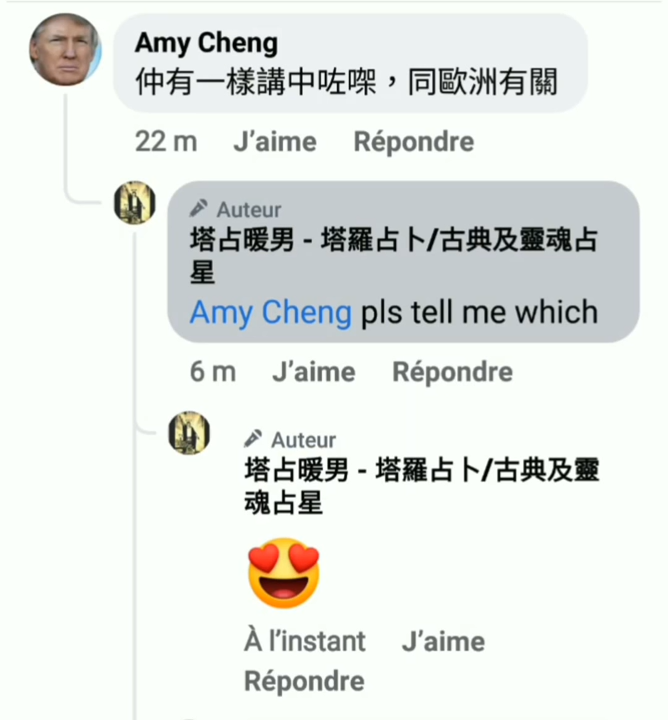 Amy Cheng
仲有一樣講中咗㗎，同歐洲有關
22 m J'aime Répondre
Auteur
塔占暖男 - 塔羅占卜/古典及靈魂占
星
Amy Cheng pls tell me which
6 m J'aime Répondre
Auteur
塔占暖男 - 塔羅占卜/古典及靈
魂占星
À l'instant J'aime
Répondre